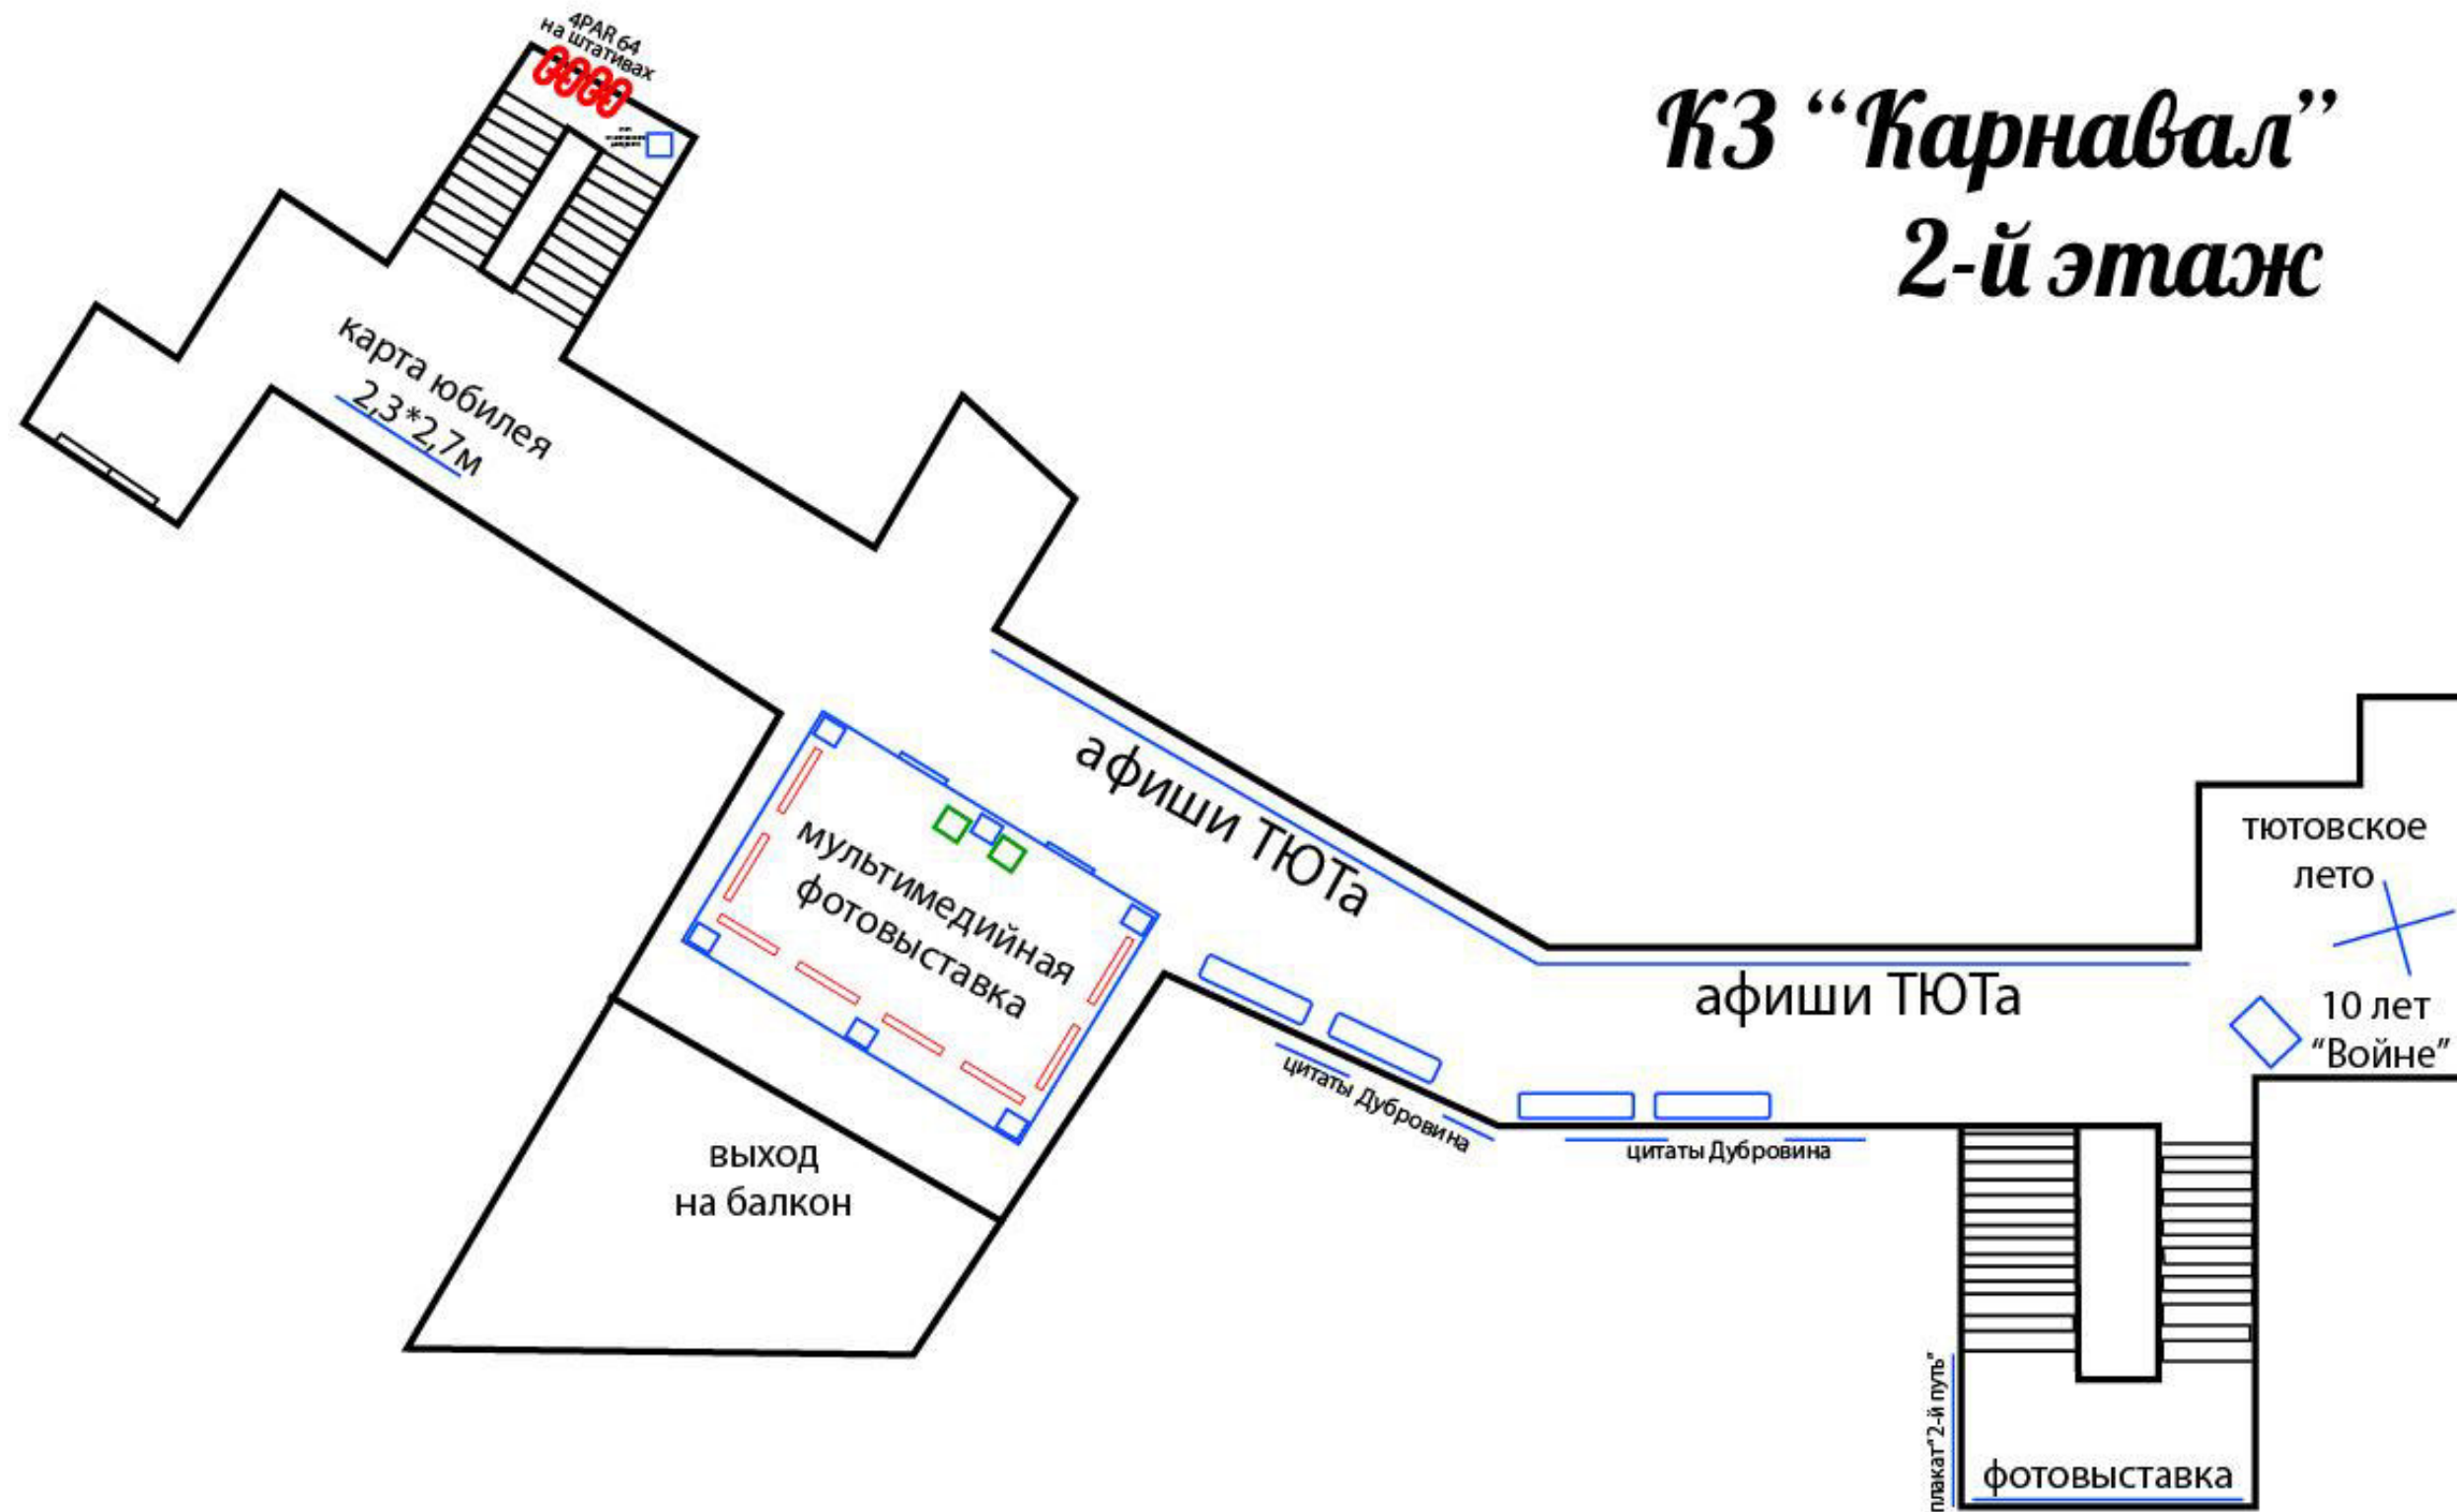 4PAR 64
на штативах
КЗ “Карнавал”
2-й этаж
карта юбилея
2,3*2,7м
афиши ТЮТа
мультимедийная
фотовыставка
тютовское
лето
афиши ТЮТа
10 лет
“Войне”
цитаты Дубровина
цитаты Дубровина
выход
на балкон
плакат"2-й путь"
фотовыставка